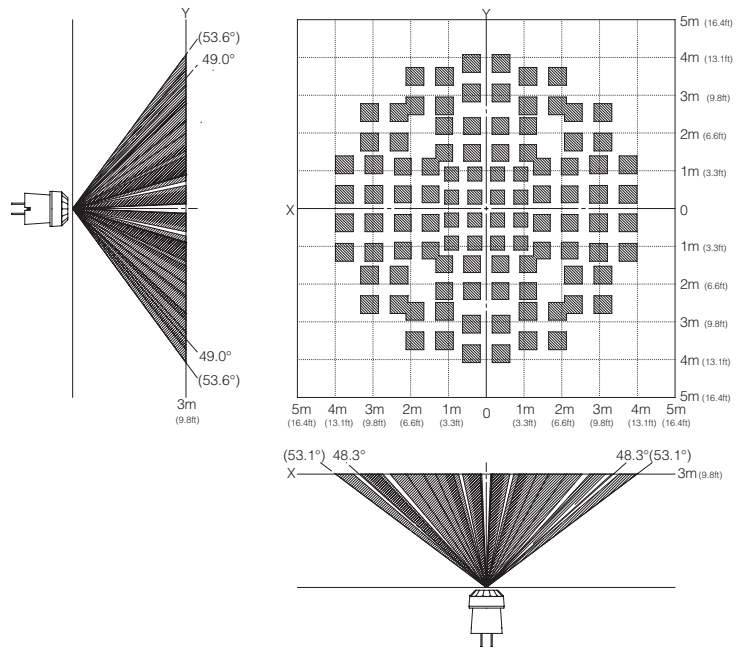 Y
(53.6°)
49.0°
49.0°
(53.6°)
3m
(9.8ft)
Y
5m (16.4ft)
4m (13.1ft)
3m (9.8ft)
2m (6.6ft)
1m (3.3ft)
X 0
1m (3.3ft)
2m (6.6ft)
3m (9.8ft)
4m (13.1ft)
5m (16.4ft)
5m 4m 3m 2m 1m 0 1m 2m 3m 4m 5m
(16.4ft) (13.1ft) (9.8ft) (6.6ft) (3.3ft) (3.3ft) (6.6ft) (9.8ft) (13.1ft) (16.4ft)
(53.1°) 48.3° 48.3° (53.1°)
X 3m (9.8ft)